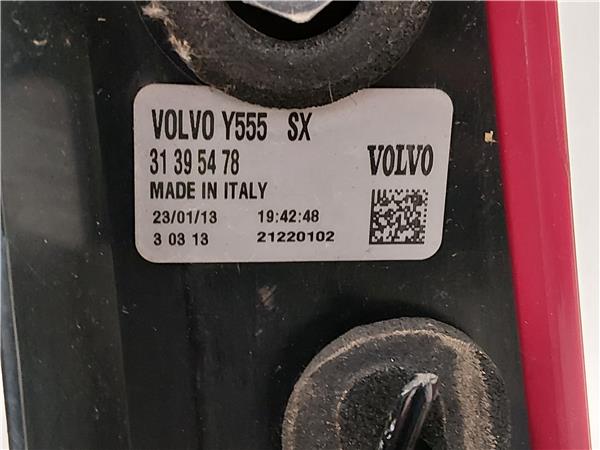 VOLVO Y555 SX
31 39 54 78
VOLVO
MADE IN ITALY
23/01/13 19:42:48
3 03 13 21220102